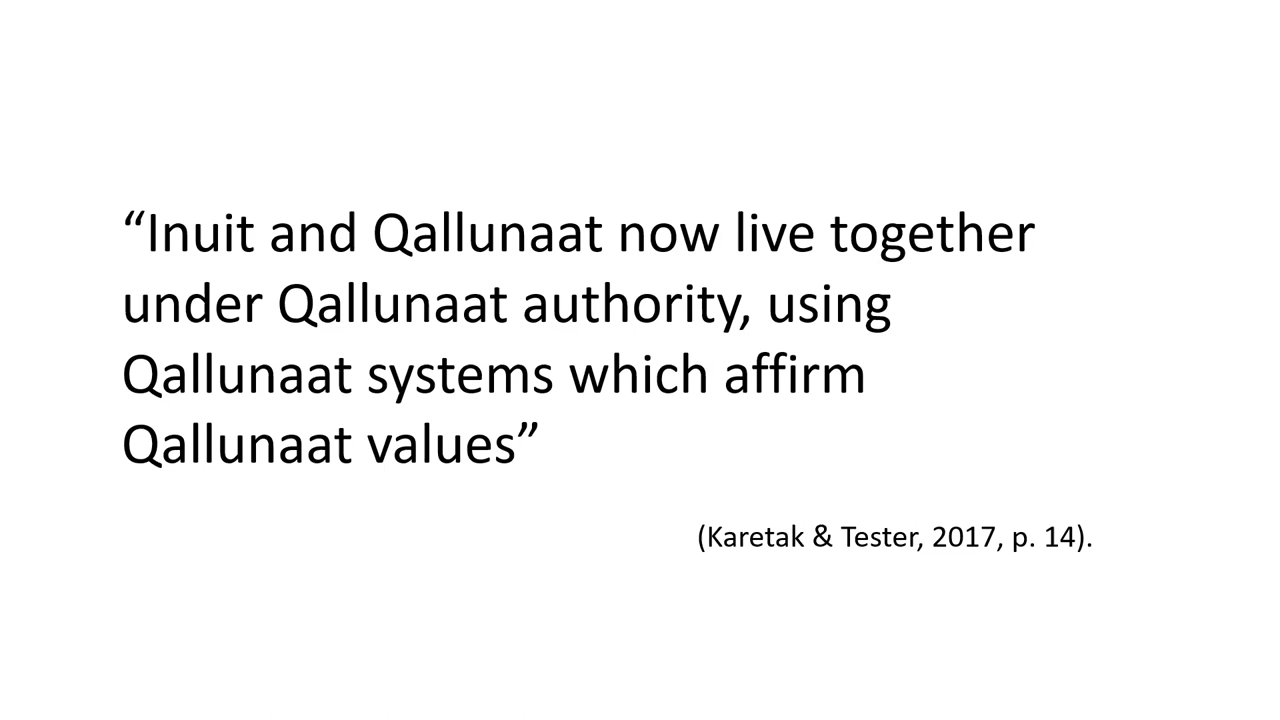 “Inuit and Qallunaat now live together
under Qallunaat authority, using
Qallunaat systems which affirm
Qallunaat values”
(Karetak & Tester, 2017, p. 14).